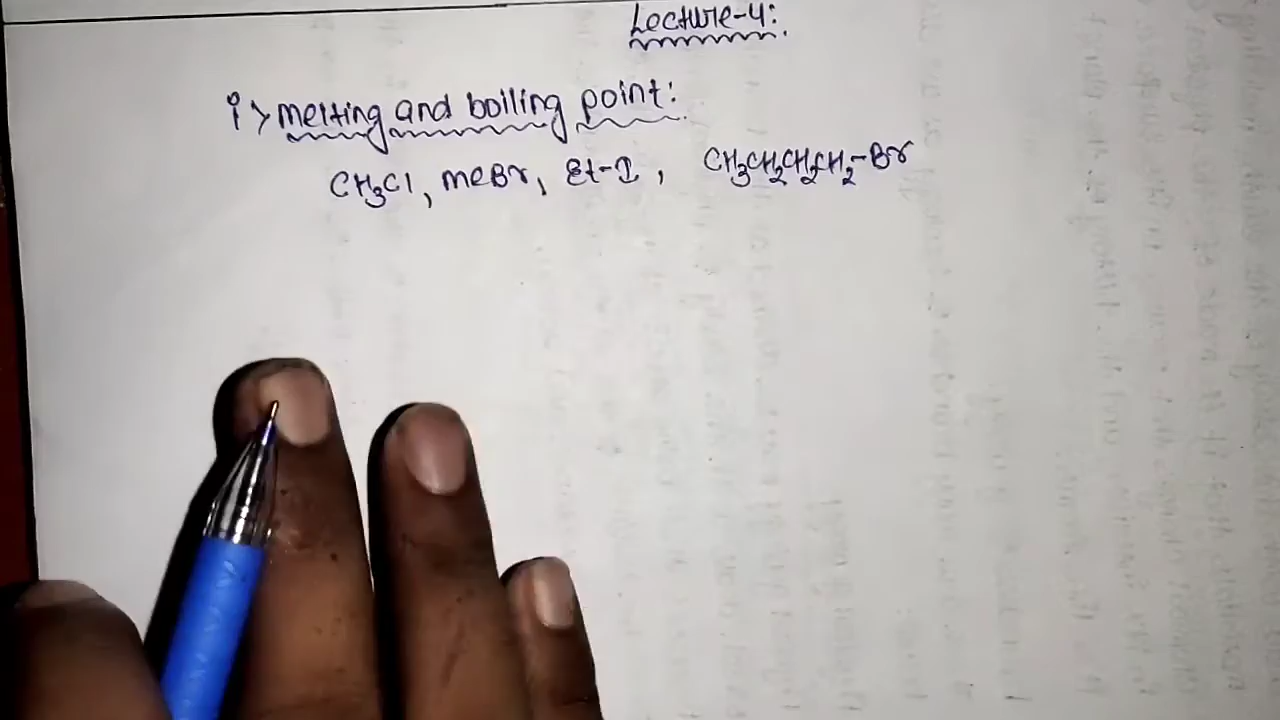 Lecture-4:
i> melting and boiling point:
CH₃Cl, MeBr, Et-I, CH₃CH₂CH₂CH₂-Br